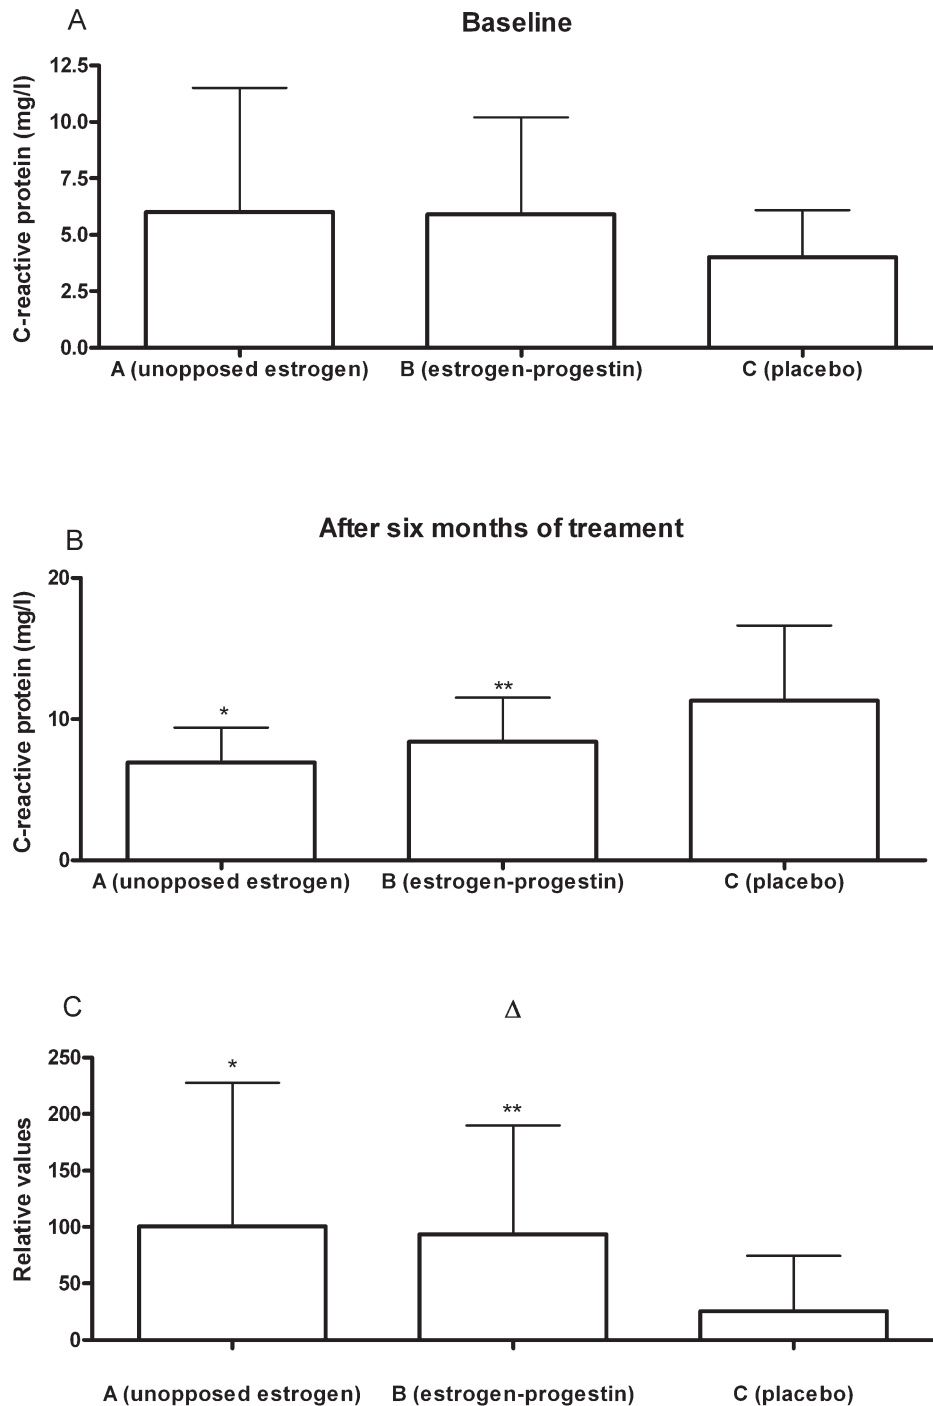 A
Baseline
C-reactive protein (mg/l)
12.5
10.0
7.5
5.0
2.5
0.0
A (unopposed estrogen) B (estrogen-progestin) C (placebo)
B
After six months of treament
C-reactive protein (mg/l)
20
10
0
*
**
A (unopposed estrogen) B (estrogen-progestin) C (placebo)
C
Δ
Relative values
250
200
150
100
50
0
*
**
A (unopposed estrogen) B (estrogen-progestin) C (placebo)